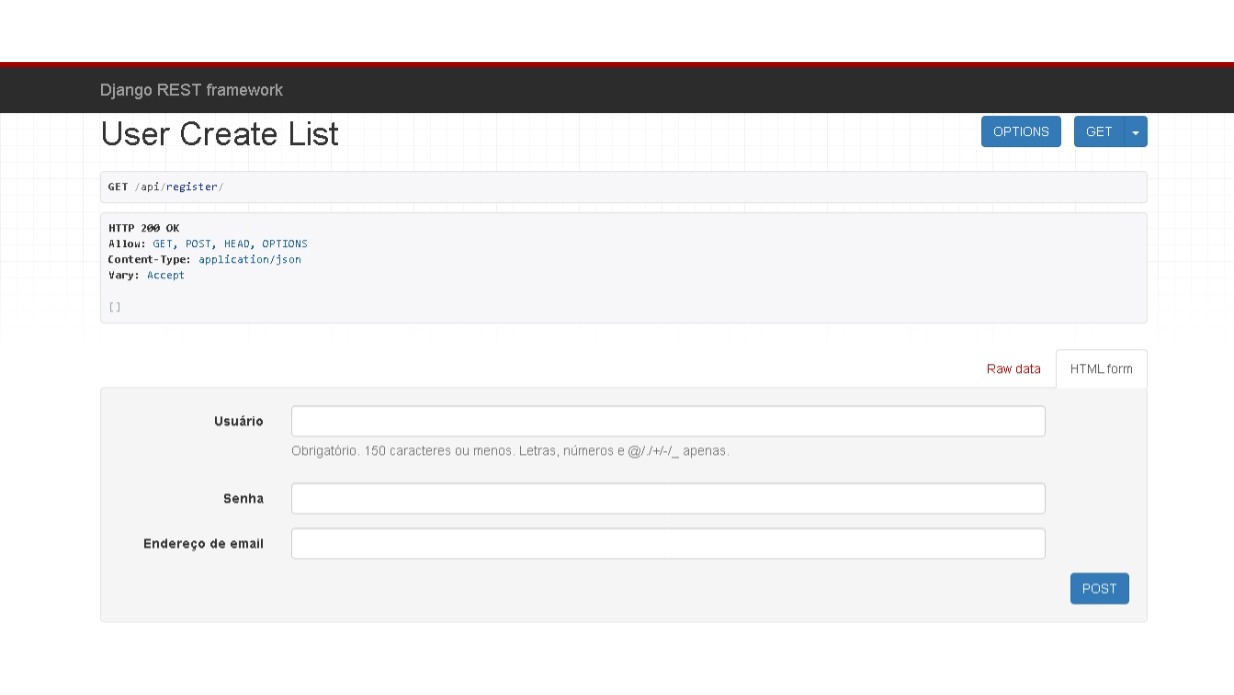 Django REST framework
User Create List
OPTIONS GET
GET /api/register/
HTTP 200 OK
Allow: GET, POST, HEAD, OPTIONS
Content-Type: application/json
Vary: Accept
[]
Raw data HTML form
Usuário
Obrigatório. 150 caracteres ou menos. Letras, números e @/./+/-/_ apenas.
Senha
Endereço de email
POST